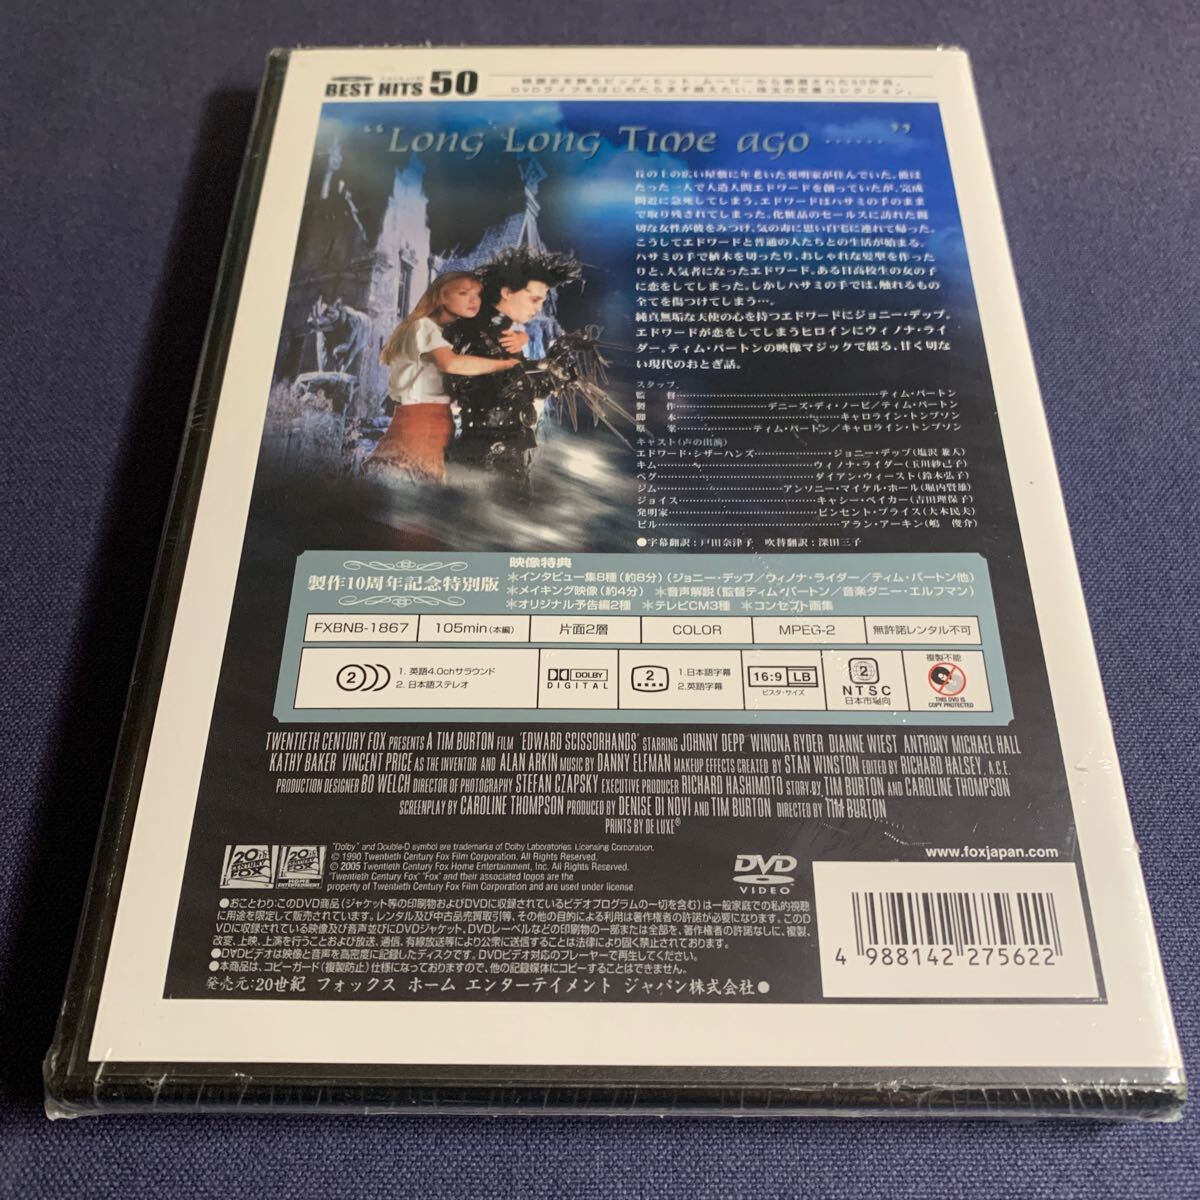 BEST HITS 50
映画史を飾るビッグ・ヒット・ムービーから厳選された50作品。
DVDライフをはじめたらまず揃えたい、珠玉の定番コレクション。
“Long Long Time ago ……”
丘の上の広い屋敷に年老いた発明家が住んでいた。彼は
たった一人で人造人間エドワードを創っていたが、完成
間近に急死してしまう。エドワードはハサミの手のまま
で取り残されてしまった。化粧品のセールスに訪れた親
切な女性が彼をみつけ、気の毒に思い自宅に連れて帰った。
こうしてエドワードと普通の人たちとの生活が始まる。
ハサミの手で植木を切ったり、おしゃれな髪型を作った
りと、人気者になったエドワード。ある日高校生の女の子
に恋をしてしまった。しかしハサミの手では、触れるもの
全てを傷つけてしまう…。
純真無垢な天使の心を持つエドワードにジョニー・デップ。
エドワードが恋をしてしまうヒロインにウィノナ・ライ
ダー。ティム・バートンの映像マジックで綴る、甘く切な
い現代のおとぎ話。
スタッフ
監 督……ティム・バートン
製 作……デニーズ・ディ・ノービ/ティム・バートン
脚 本……キャロライン・トンプソン
原 案……ティム・バートン/キャロライン・トンプソン
キャスト(声の出演)
エドワード・シザーハンズ……ジョニー・デップ(塩沢 兼人)
キム……ウィノナ・ライダー(玉川紗己子)
ペグ……ダイアン・ウィースト(鈴木弘子)
ジム……アンソニー・マイケル・ホール(堀内賢雄)
ジョイス……キャシー・ベイカー(吉田理保子)
発明家……ビンセント・プライス(大木民夫)
ビル……アラン・アーキン(嶋 俊介)
●字幕翻訳:戸田奈津子 吹替翻訳:深田三子
製作10周年記念特別版
映像特典
＊インタビュー集8種(約8分)(ジョニー・デップ/ウィノナ・ライダー/ティム・バートン他)
＊メイキング映像(約4分) ＊音声解説(監督ティム・バートン/音楽ダニー・エルフマン)
＊オリジナル予告編2種 ＊テレビCM3種 ＊コンセプト画集
FXBNB-1867 105min(本編) 片面2層 COLOR MPEG-2 無許諾レンタル不可
2 1. 英語4.0chサラウンド
2. 日本語ステレオ
DOLBY DIGITAL
2 1.日本語字幕
2.英語字幕
16:9 LB ビスタ・サイズ
2 NTSC 日本市場向
複製不能 THIS DVD IS COPY PROTECTED
TWENTIETH CENTURY FOX PRESENTS A TIM BURTON FILM 'EDWARD SCISSORHANDS' STARRING JOHNNY DEPP WINONA RYDER DIANNE WIEST ANTHONY MICHAEL HALL
KATHY BAKER VINCENT PRICE AS THE INVENTOR AND ALAN ARKIN MUSIC BY DANNY ELFMAN MAKEUP EFFECTS CREATED BY STAN WINSTON EDITED BY RICHARD HALSEY, A.C.E.
PRODUCTION DESIGNER BO WELCH DIRECTOR OF PHOTOGRAPHY STEFAN CZAPSKY EXECUTIVE PRODUCER RICHARD HASHIMOTO STORY BY TIM BURTON AND CAROLINE THOMPSON
SCREENPLAY BY CAROLINE THOMPSON PRODUCED BY DENISE DI NOVI AND TIM BURTON DIRECTED BY TIM BURTON
PRINTS BY DE LUXE®
20th CENTURY FOX
20th CENTURY FOX HOME ENTERTAINMENT
"Dolby" and Double-D symbol are trademarks of Dolby Laboratories Licensing Corporation.
© 1990 Twentieth Century Fox Film Corporation. All Rights Reserved.
© 2005 Twentieth Century Fox Home Entertainment, Inc. All Rights Reserved.
"Twentieth Century Fox" "Fox" and their associated logos are the
property of Twentieth Century Fox Film Corporation and are used under license.
DVD VIDEO
www.foxjapan.com
●おことわり:このDVD商品(ジャケット等の印刷物およびDVDに収録されているビデオプログラムの一切を含む)は一般家庭での私的視聴
に用途を限定して販売されています。レンタル及び中古品売買取引等、その他の目的による利用は著作権者の許諾が必要になります。このD
VDに収録されている映像及び音声並びにDVDジャケット、DVDレーベルなどの印刷物の一部または全部を、著作権者の許諾なしに、複製、
改変、上映、上演を行うことおよび放送、通信、有線放送等により公衆に送信することは法律により固く禁止されております。
●DVDビデオは映像と音声を高密度に記録したディスクです。DVDビデオ対応のプレーヤーで再生してください。
●本商品は、コピーガード(複製防止)仕様になっておりますので、他の記録媒体にコピーすることはできません。
発売元:20世紀 フォックス ホーム エンターテイメント ジャパン株式会社●
4 988142 275622